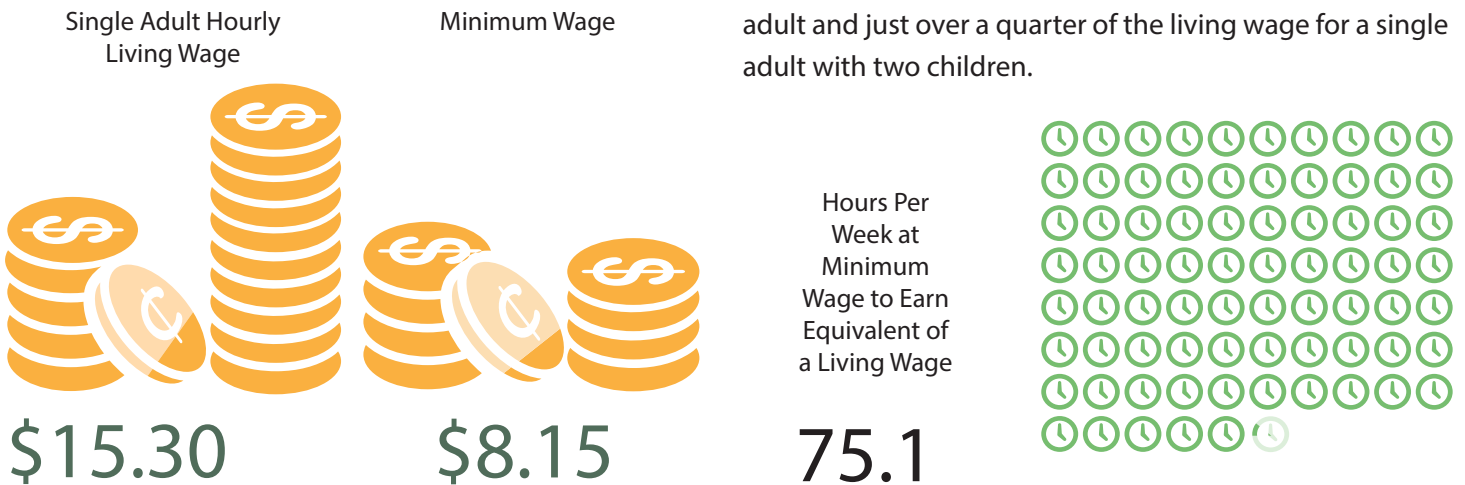 Single Adult Hourly
Living Wage
$
$
¢
$15.30
Minimum Wage
$
¢
$
$8.15
adult and just over a quarter of the living wage for a single
adult with two children.
Hours Per
Week at
Minimum
Wage to Earn
Equivalent of
a Living Wage
75.1